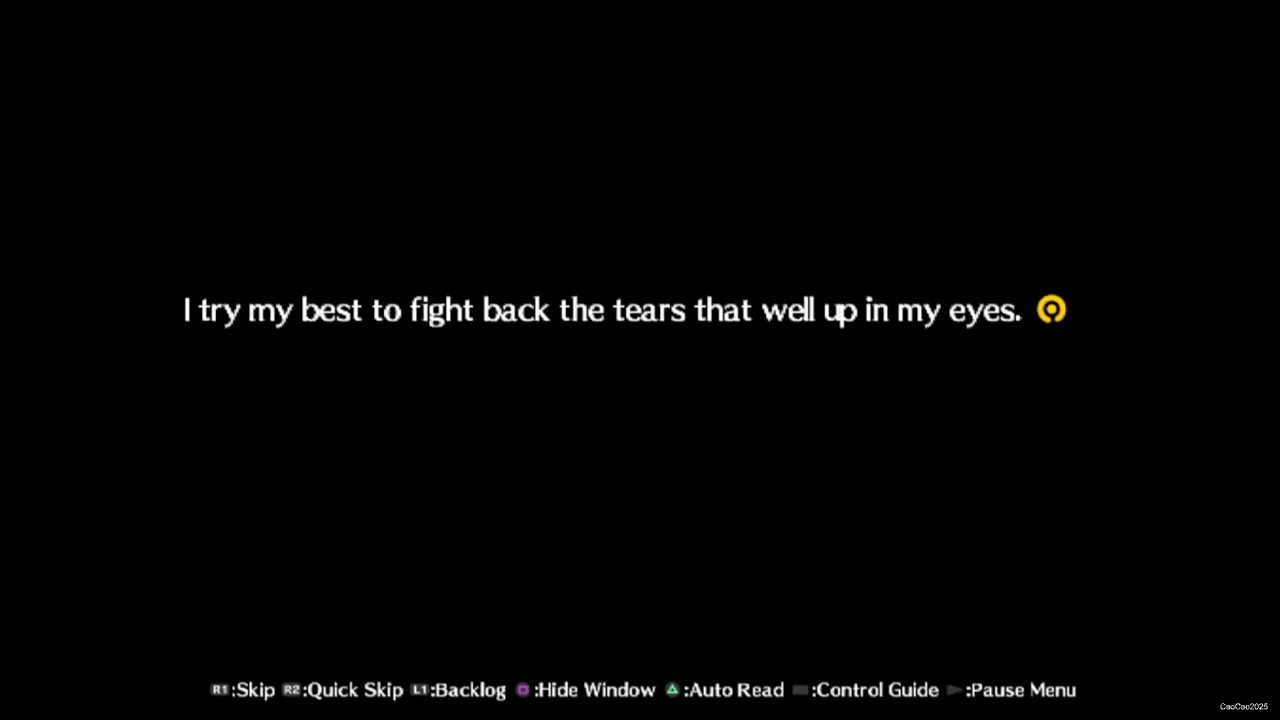 I try my best to fight back the tears that well up in my eyes.
R1:Skip R2:Quick Skip L1:Backlog :Hide Window :Auto Read :Control Guide :Pause Menu
CaoCao2025